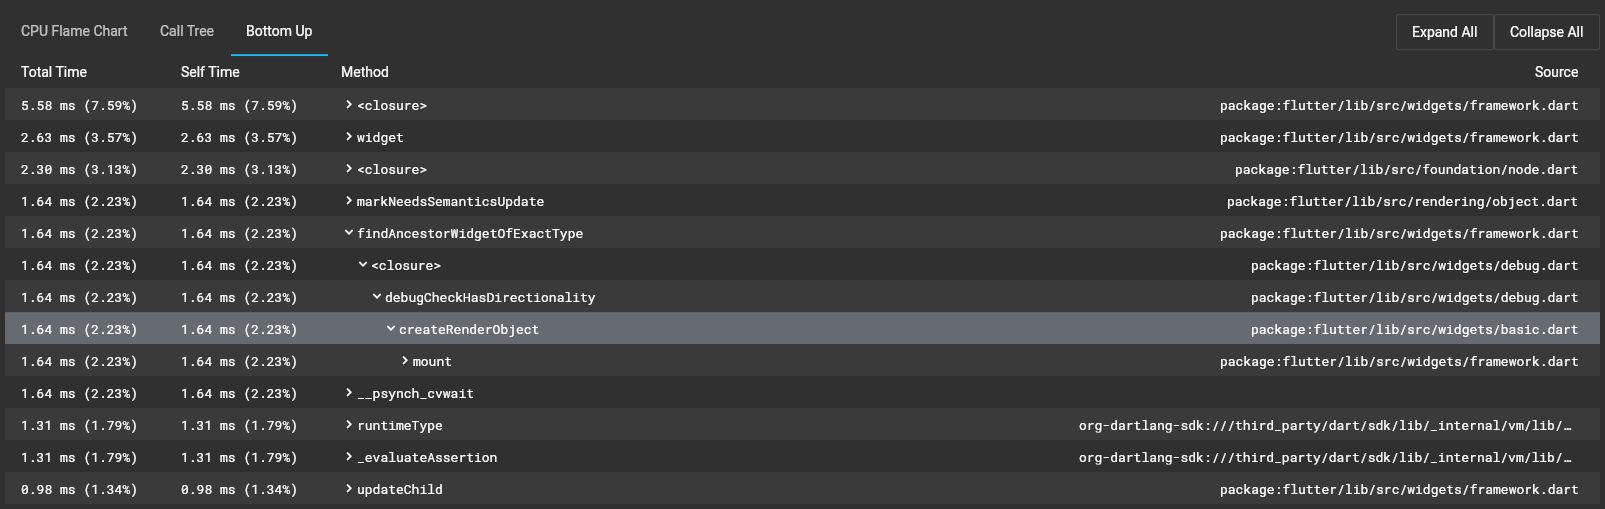 CPU Flame Chart Call Tree Bottom Up Expand All Collapse All
Total Time Self Time Method Source
5.58 ms (7.59%) 5.58 ms (7.59%) <closure> package:flutter/lib/src/widgets/framework.dart
2.63 ms (3.57%) 2.63 ms (3.57%) widget package:flutter/lib/src/widgets/framework.dart
2.30 ms (3.13%) 2.30 ms (3.13%) <closure> package:flutter/lib/src/foundation/node.dart
1.64 ms (2.23%) 1.64 ms (2.23%) markNeedsSemanticsUpdate package:flutter/lib/src/rendering/object.dart
1.64 ms (2.23%) 1.64 ms (2.23%) findAncestorWidgetOfExactType package:flutter/lib/src/widgets/framework.dart
1.64 ms (2.23%) 1.64 ms (2.23%) <closure> package:flutter/lib/src/widgets/debug.dart
1.64 ms (2.23%) 1.64 ms (2.23%) debugCheckHasDirectionality package:flutter/lib/src/widgets/debug.dart
1.64 ms (2.23%) 1.64 ms (2.23%) createRenderObject package:flutter/lib/src/widgets/basic.dart
1.64 ms (2.23%) 1.64 ms (2.23%) mount package:flutter/lib/src/widgets/framework.dart
1.64 ms (2.23%) 1.64 ms (2.23%) __psynch_cvwait
1.31 ms (1.79%) 1.31 ms (1.79%) runtimeType org-dartlang-sdk:///third_party/dart/sdk/lib/_internal/vm/lib/…
1.31 ms (1.79%) 1.31 ms (1.79%) _evaluateAssertion org-dartlang-sdk:///third_party/dart/sdk/lib/_internal/vm/lib/…
0.98 ms (1.34%) 0.98 ms (1.34%) updateChild package:flutter/lib/src/widgets/framework.dart